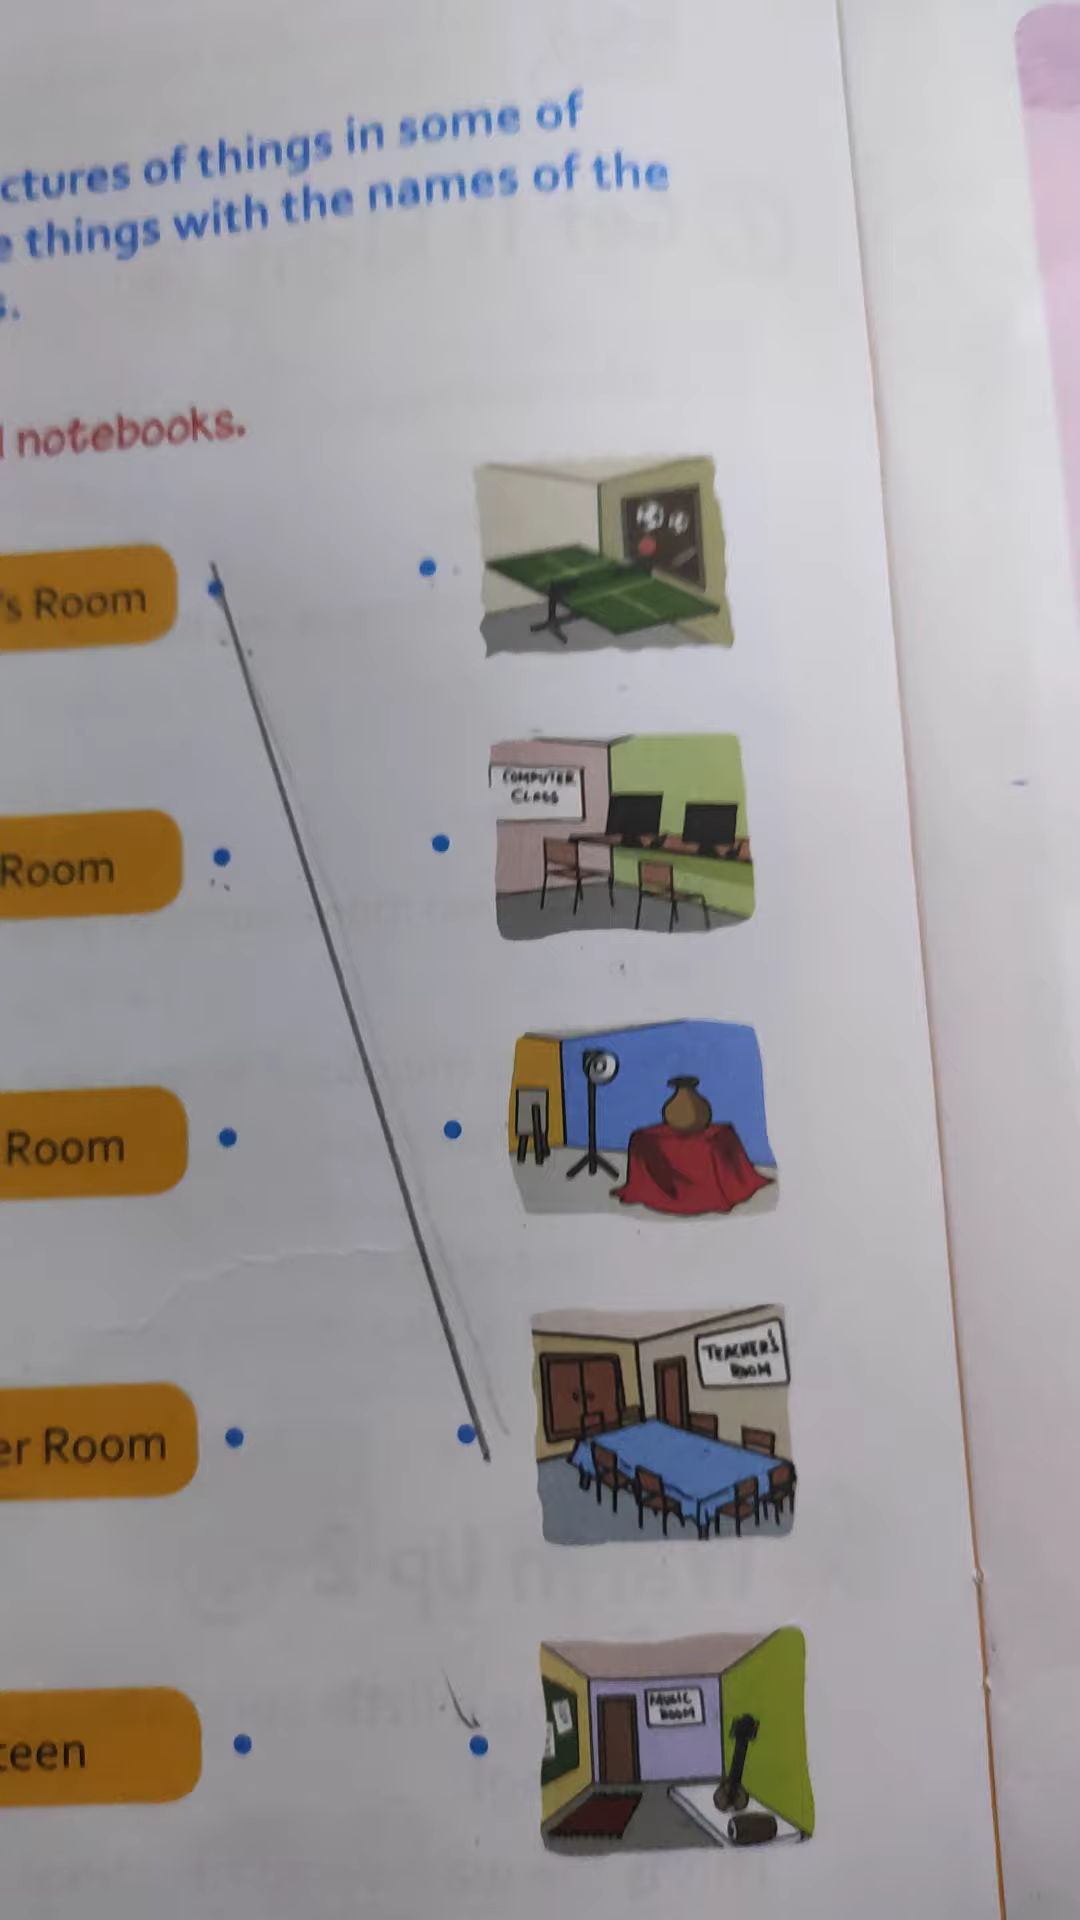 ctures of things in some of
e things with the names of the
s.
notebooks.
's Room
COMPUTER
CLASS
Room
Room
TEACHER'S
ROOM
er Room
MUSIC
ROOM
teen